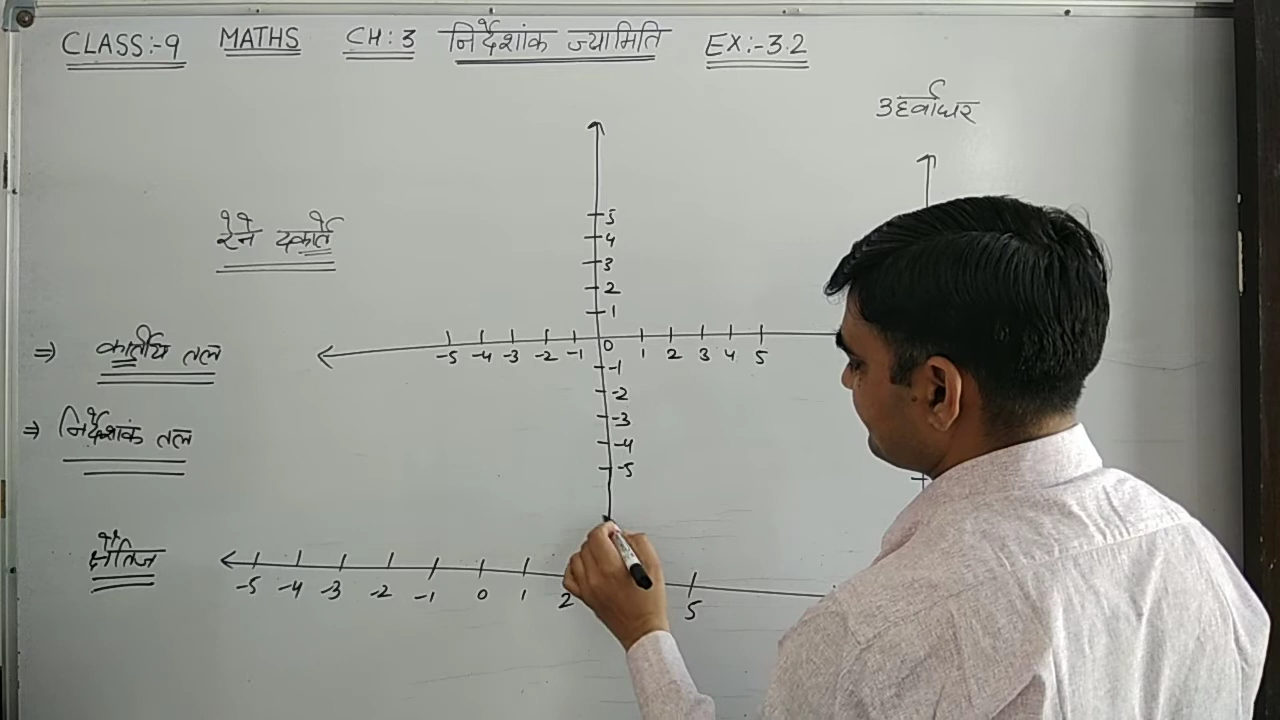 CLASS:-9 MATHS CH:3 निर्देशांक ज्यामिति EX:-3.2
उर्ध्वाधर
रेने दकार्ते
5
4
3
2
1
-5 -4 -3 -2 -1 0 1 2 3 4 5
-1
-2
-3
-4
-5
⇒ कार्तीय तल
⇒ निर्देशांक तल
क्षैतिज
-5 -4 -3 -2 -1 0 1 2 5